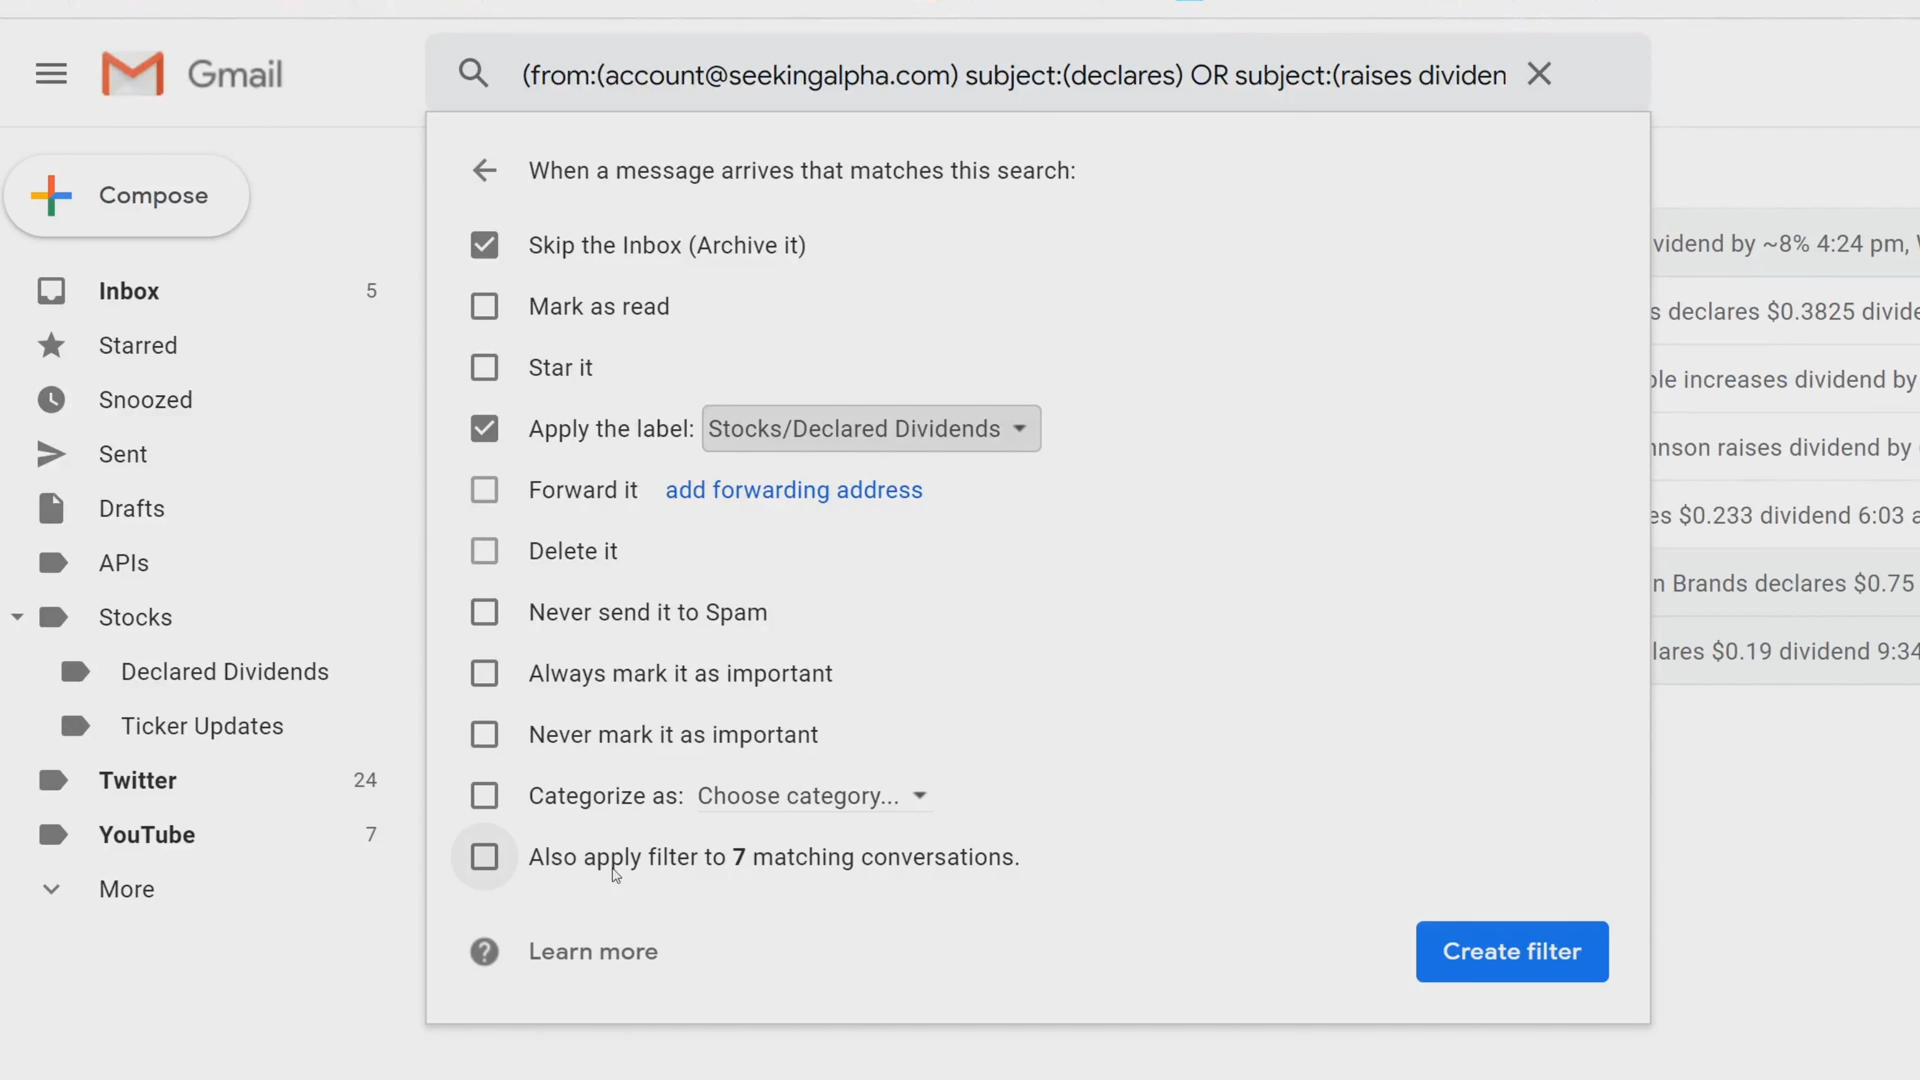 Gmail
(from:(account@seekingalpha.com) subject:(declares) OR subject:(raises dividen
When a message arrives that matches this search:
Compose
Skip the Inbox (Archive it)
vidend by ~8% 4:24 pm,
Inbox 5
Mark as read
s declares $0.3825 divide
Starred
Star it
ble increases dividend by
Snoozed
Apply the label: Stocks/Declared Dividends
nson raises dividend by
Sent
Forward it add forwarding address
Drafts
es $0.233 dividend 6:03 a
APIs
Delete it
n Brands declares $0.75
Stocks
Never send it to Spam
Declared Dividends
Always mark it as important
lares $0.19 dividend 9:34
Ticker Updates
Never mark it as important
Twitter 24
Categorize as: Choose category...
YouTube 7
Also apply filter to 7 matching conversations.
More
Learn more
Create filter